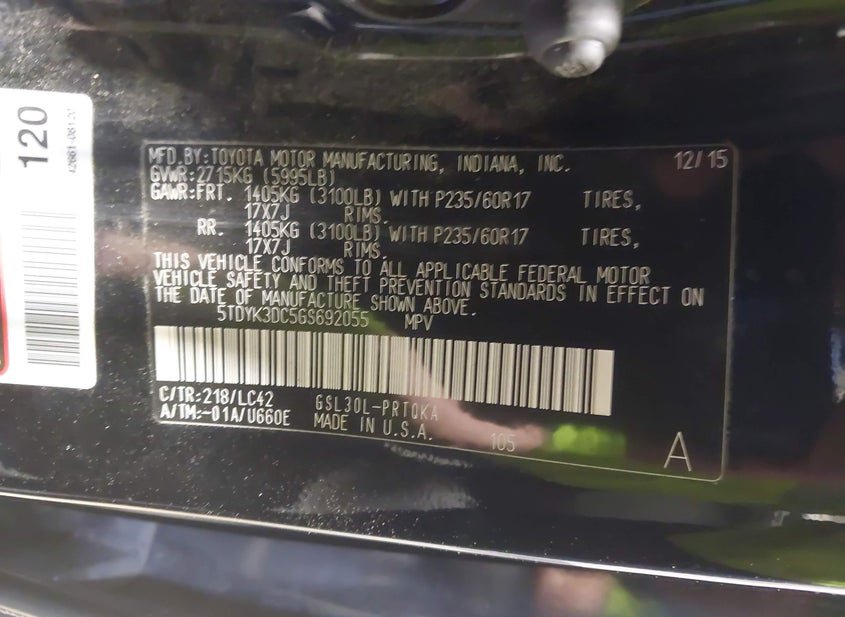 120
42661-08120
MFD.BY:TOYOTA MOTOR MANUFACTURING, INDIANA, INC. 12/15
GVWR:2715KG (5995LB)
GAWR:FRT. 1405KG (3100LB) WITH P235/60R17 TIRES,
17X7J RIMS.
RR. 1405KG (3100LB) WITH P235/60R17 TIRES,
17X7J RIMS.
THIS VEHICLE CONFORMS TO ALL APPLICABLE FEDERAL MOTOR
VEHICLE SAFETY AND THEFT PREVENTION STANDARDS IN EFFECT ON
THE DATE OF MANUFACTURE SHOWN ABOVE.
5TDYK3DC5GS692055 MPV
C/TR:218/LC42 GSL30L-PRTQKA
A/TM:-01A/U660E MADE IN U.S.A. 105 A